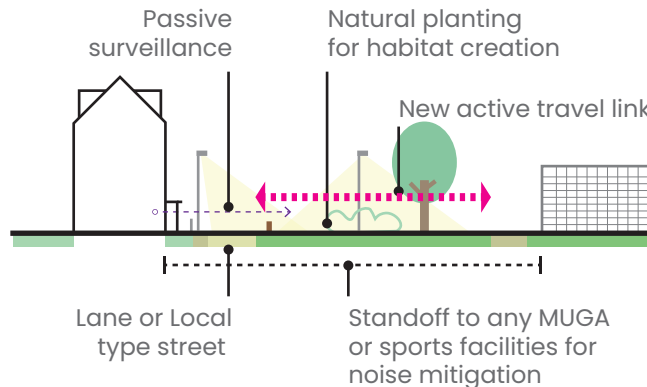 Passive
surveillance
Natural planting
for habitat creation
New active travel link
Lane or Local
type street
Standoff to any MUGA
or sports facilities for
noise mitigation